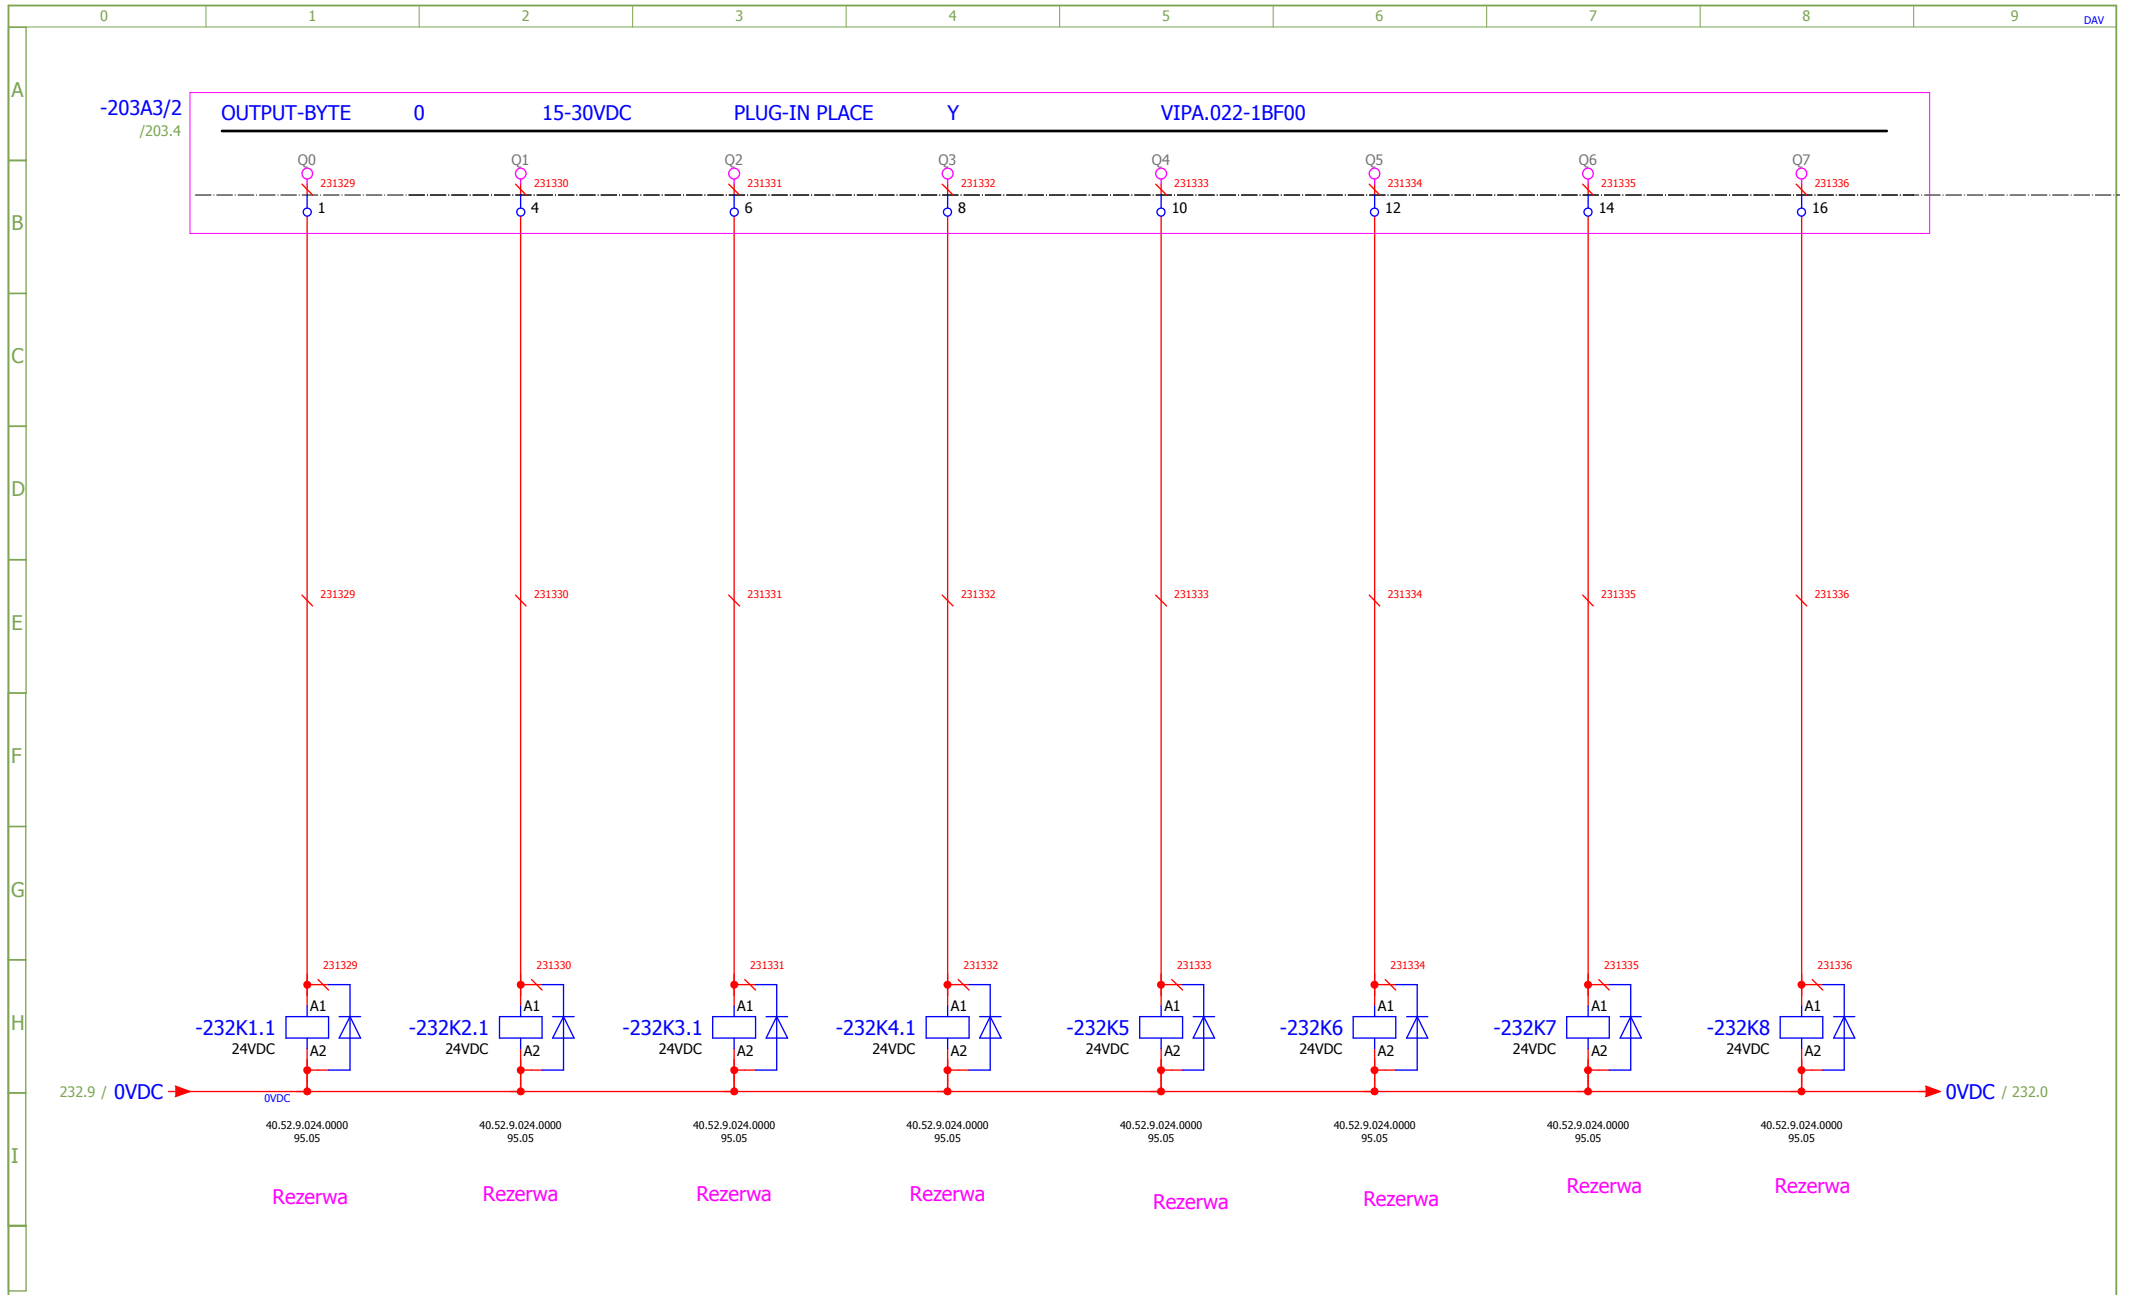 0 1 2 3 4 5 6 7 8 9 DAV
A
-203A3/2 OUTPUT-BYTE 0 15-30VDC PLUG-IN PLACE Y VIPA.022-1BF00
/203.4
Q0 Q1 Q2 Q3 Q4 Q5 Q6 Q7
231329 231330 231331 231332 231333 231334 231335 231336
1 4 6 8 10 12 14 16
B
C
D
231329 231330 231331 231332 231333 231334 231335 231336
E
F
G
231329 231330 231331 231332 231333 231334 231335 231336
A1 A1 A1 A1 A1 A1 A1 A1
H
-232K1.1 -232K2.1 -232K3.1 -232K4.1 -232K5 -232K6 -232K7 -232K8
24VDC A2 24VDC A2 24VDC A2 24VDC A2 24VDC A2 24VDC A2 24VDC A2 24VDC A2
232.9 / 0VDC 0VDC 0VDC / 232.0
40.52.9.024.0000 40.52.9.024.0000 40.52.9.024.0000 40.52.9.024.0000 40.52.9.024.0000 40.52.9.024.0000 40.52.9.024.0000 40.52.9.024.0000
95.05 95.05 95.05 95.05 95.05 95.05 95.05 95.05
I
Rezerwa Rezerwa Rezerwa Rezerwa Rezerwa Rezerwa Rezerwa Rezerwa